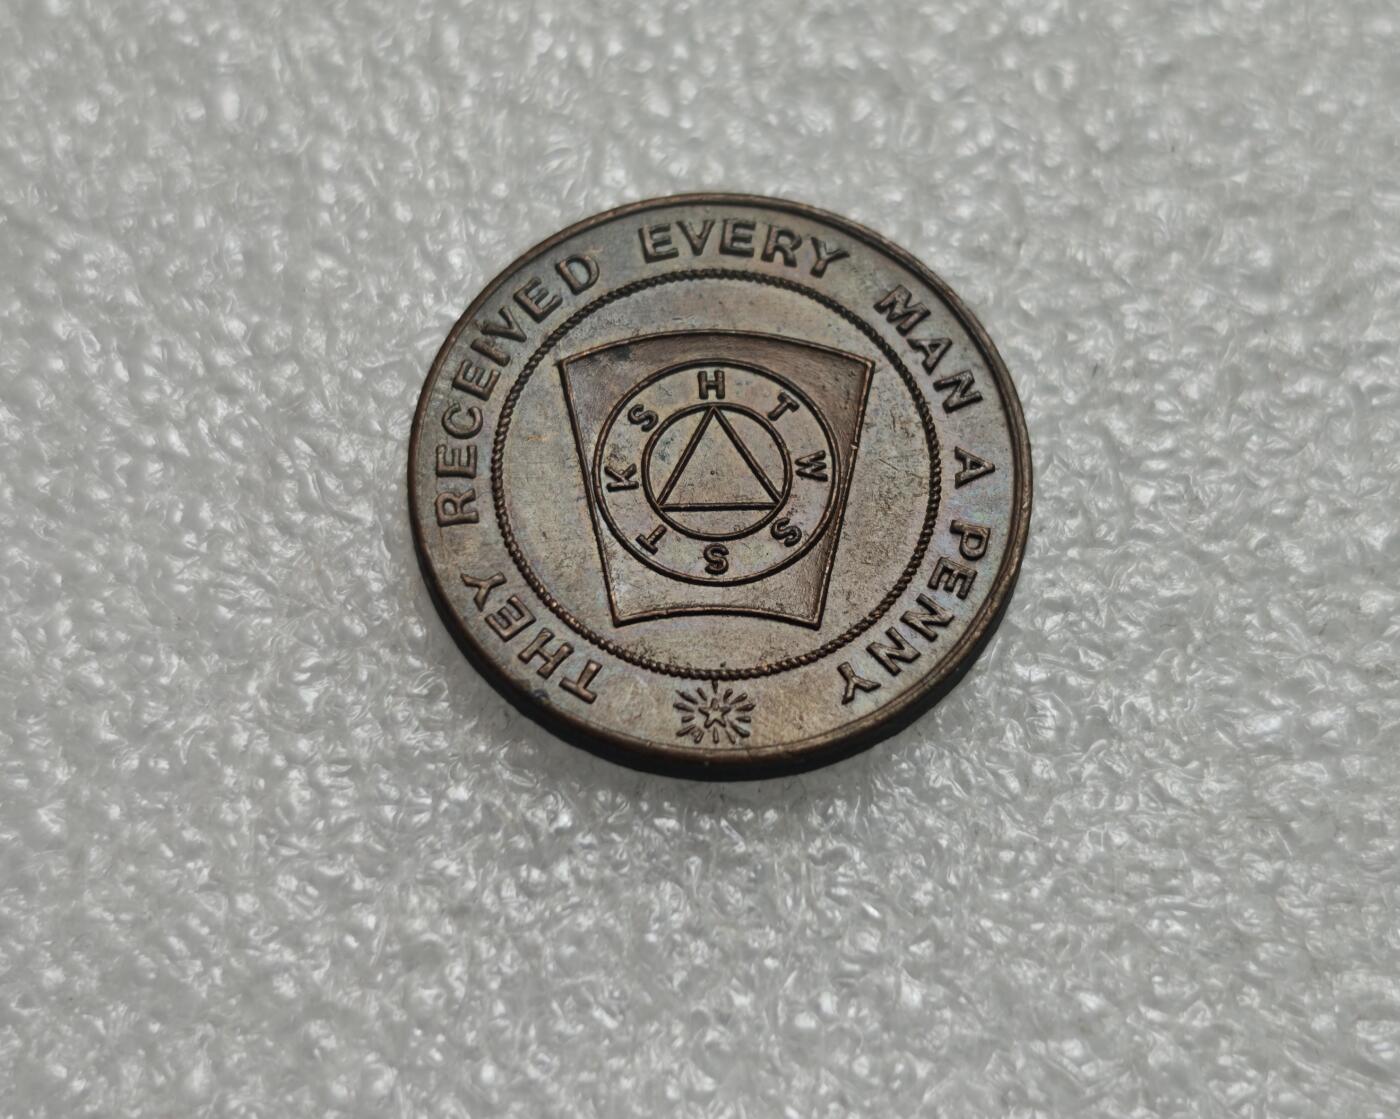 THEY RECEIVED EVERY MAN A PENNY
H T W S S T K S